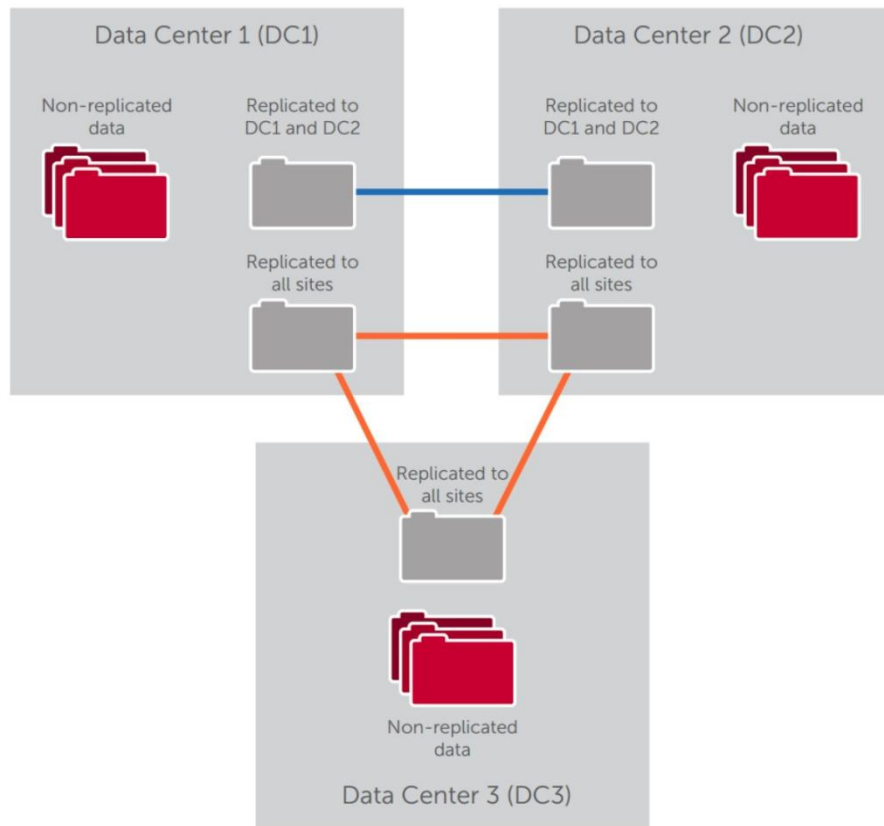 Data Center 1 (DC1)
Non-replicated
data
Replicated to
DC1 and DC2
Replicated to
all sites
Data Center 2 (DC2)
Replicated to
DC1 and DC2
Non-replicated
data
Replicated to
all sites
Replicated to
all sites
Non-replicated
data
Data Center 3 (DC3)